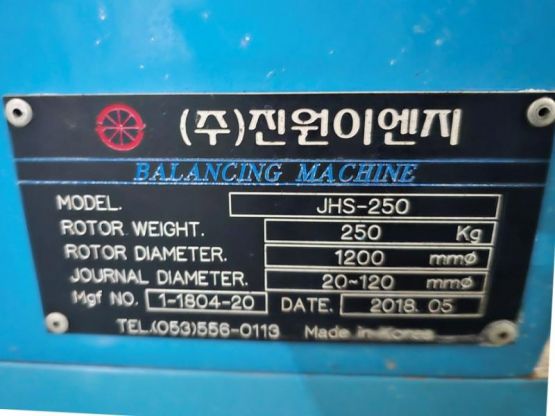 (주)진원이엔지
BALANCING MACHINE
MODEL. JHS-250
ROTOR WEIGHT. 250 Kg
ROTOR DIAMETER. 1200 mmø
JOURNAL DIAMETER. 20~120 mmø
Mgf NO. 1-1804-20 DATE. 2018. 05
TEL.(053)556-0113 Made in Korea